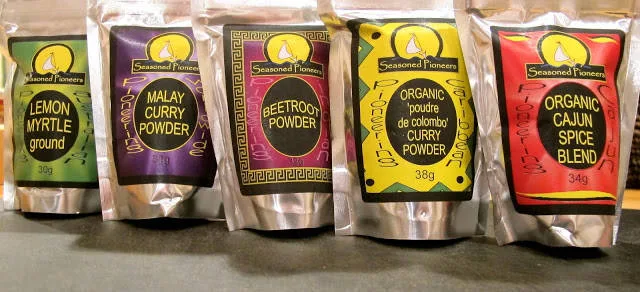 Seasoned Pioneers
LEMON
MYRTLE
ground
30g
Seasoned Pioneers
MALAY
CURRY
POWDER
Seasoned Pioneers
BEETROOT
POWDER
Seasoned Pioneers
Pioneering
Caribbean
ORGANIC
'poudre
de colombo'
CURRY
POWDER
38g
Seasoned Pioneers
Pioneering
ORGANIC
CAJUN
SPICE
BLEND
34g